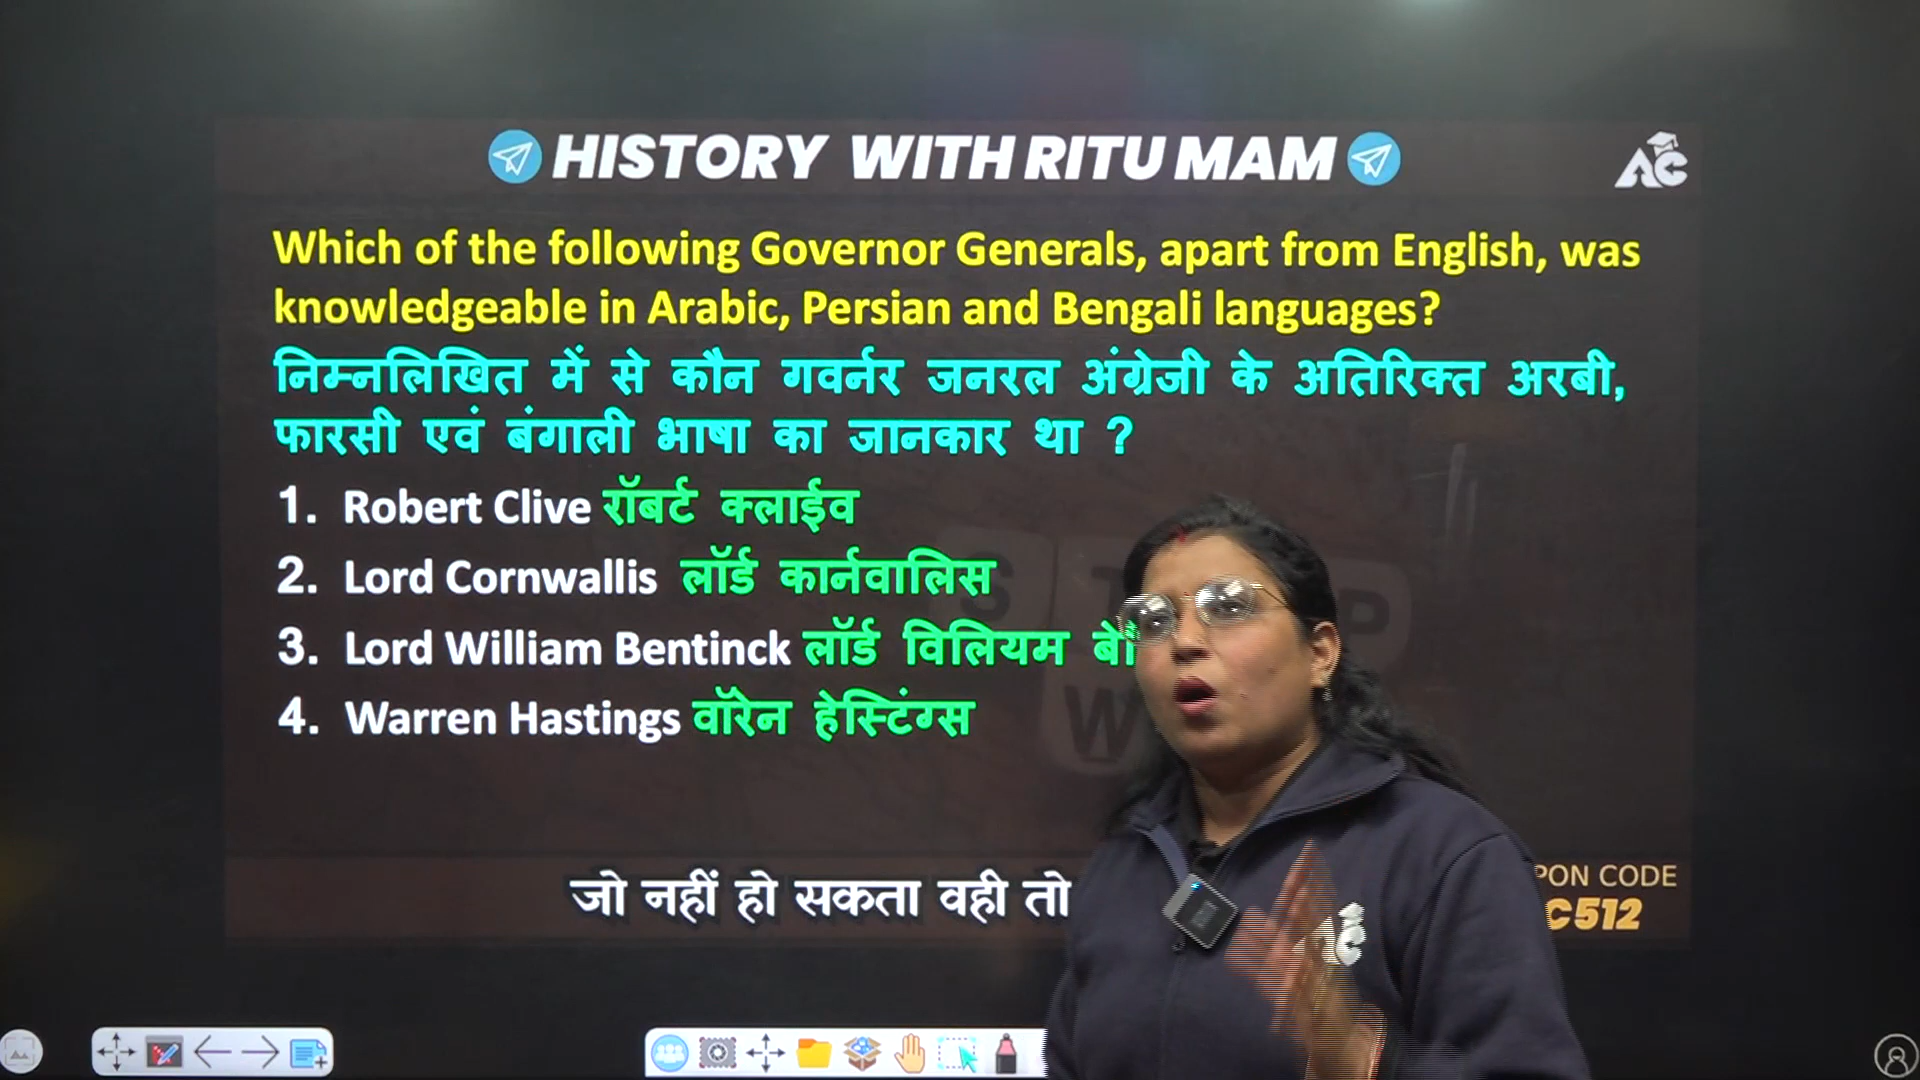 HISTORY WITH RITU MAM
AC
Which of the following Governor Generals, apart from English, was
knowledgeable in Arabic, Persian and Bengali languages?
निम्नलिखित में से कौन गवर्नर जनरल अंग्रेजी के अतिरिक्त अरबी,
फारसी एवं बंगाली भाषा का जानकार था ?
1. Robert Clive रॉबर्ट क्लाईव
2. Lord Cornwallis लॉर्ड कार्नवालिस
3. Lord William Bentinck लॉर्ड विलियम
4. Warren Hastings वॉरेन हेस्टिंग्स
जो नहीं हो सकता वही तो
CODE
C512